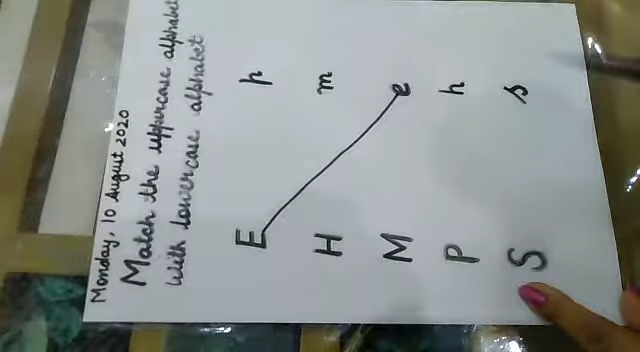 Monday, 10 August 2020
Match the uppercase alphabet
with lowercase alphabet
E p
H m
M e
P h
S s